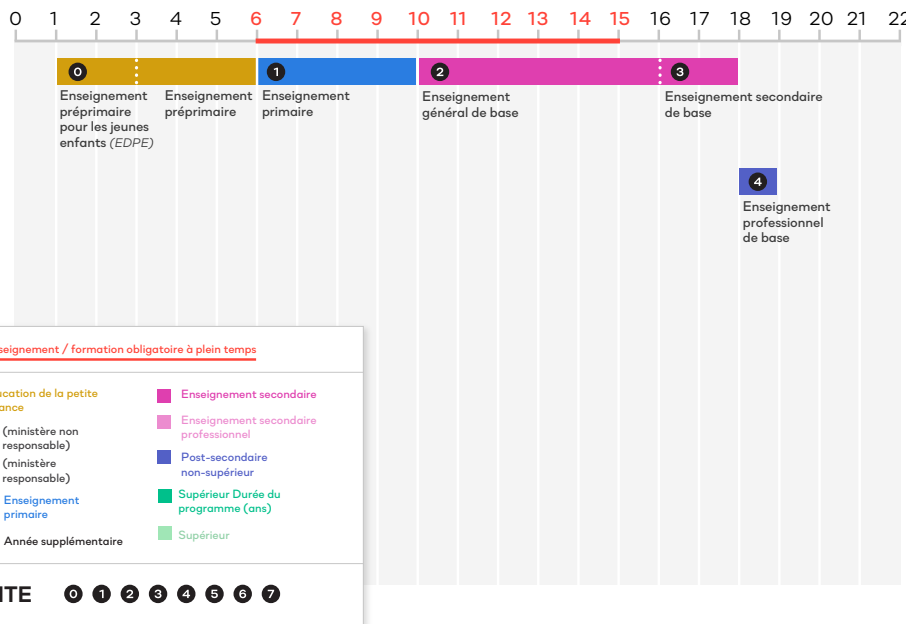 0 1 2 3 4 5 6 7 8 9 10 11 12 13 14 15 16 17 18 19 20 21 22
0 1 2 3
Enseignement
préprimaire
pour les jeunes
enfants (EDPE)
Enseignement
préprimaire
Enseignement
primaire
Enseignement
général de base
Enseignement secondaire
de base
4
Enseignement
professionnel
de base
seignement / formation obligatoire à plein temps
cation de la petite
ance
(ministère non
responsable)
(ministère
responsable)
Enseignement
primaire
Année supplémentaire
Enseignement secondaire
Enseignement secondaire
professionnel
Post-secondaire
non-supérieur
Supérieur Durée du
programme (ans)
Supérieur
ITE 0 1 2 3 4 5 6 7